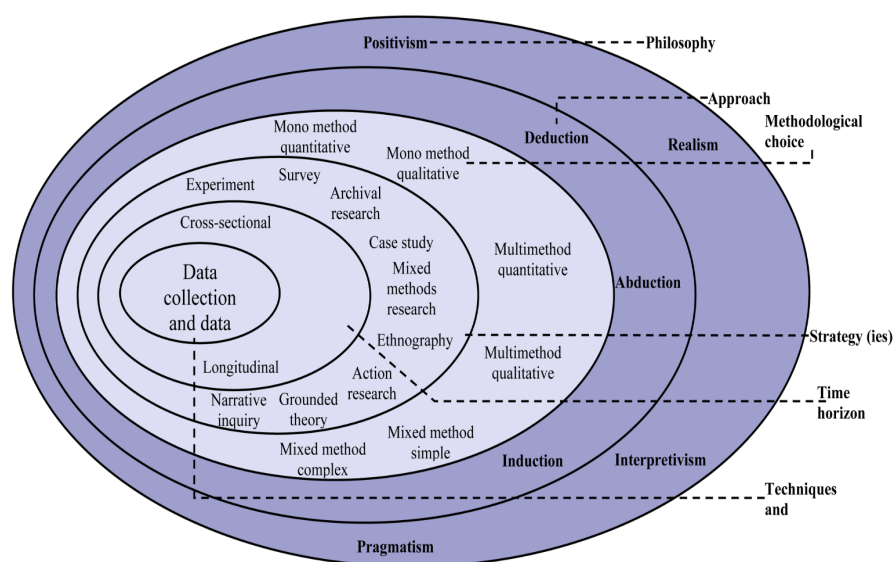 Positivism
Philosophy
Approach
Deduction
Realism
Methodological
choice
Mono method
quantitative
Mono method
qualitative
Experiment
Survey
Archival
research
Cross-sectional
Case study
Multimethod
quantitative
Data
collection
and data
Mixed
methods
research
Abduction
Ethnography
Strategy (ies)
Multimethod
qualitative
Longitudinal
Action
research
Time
horizon
Narrative
inquiry
Grounded
theory
Mixed method
simple
Mixed method
complex
Induction
Interpretivism
Techniques
and
Pragmatism